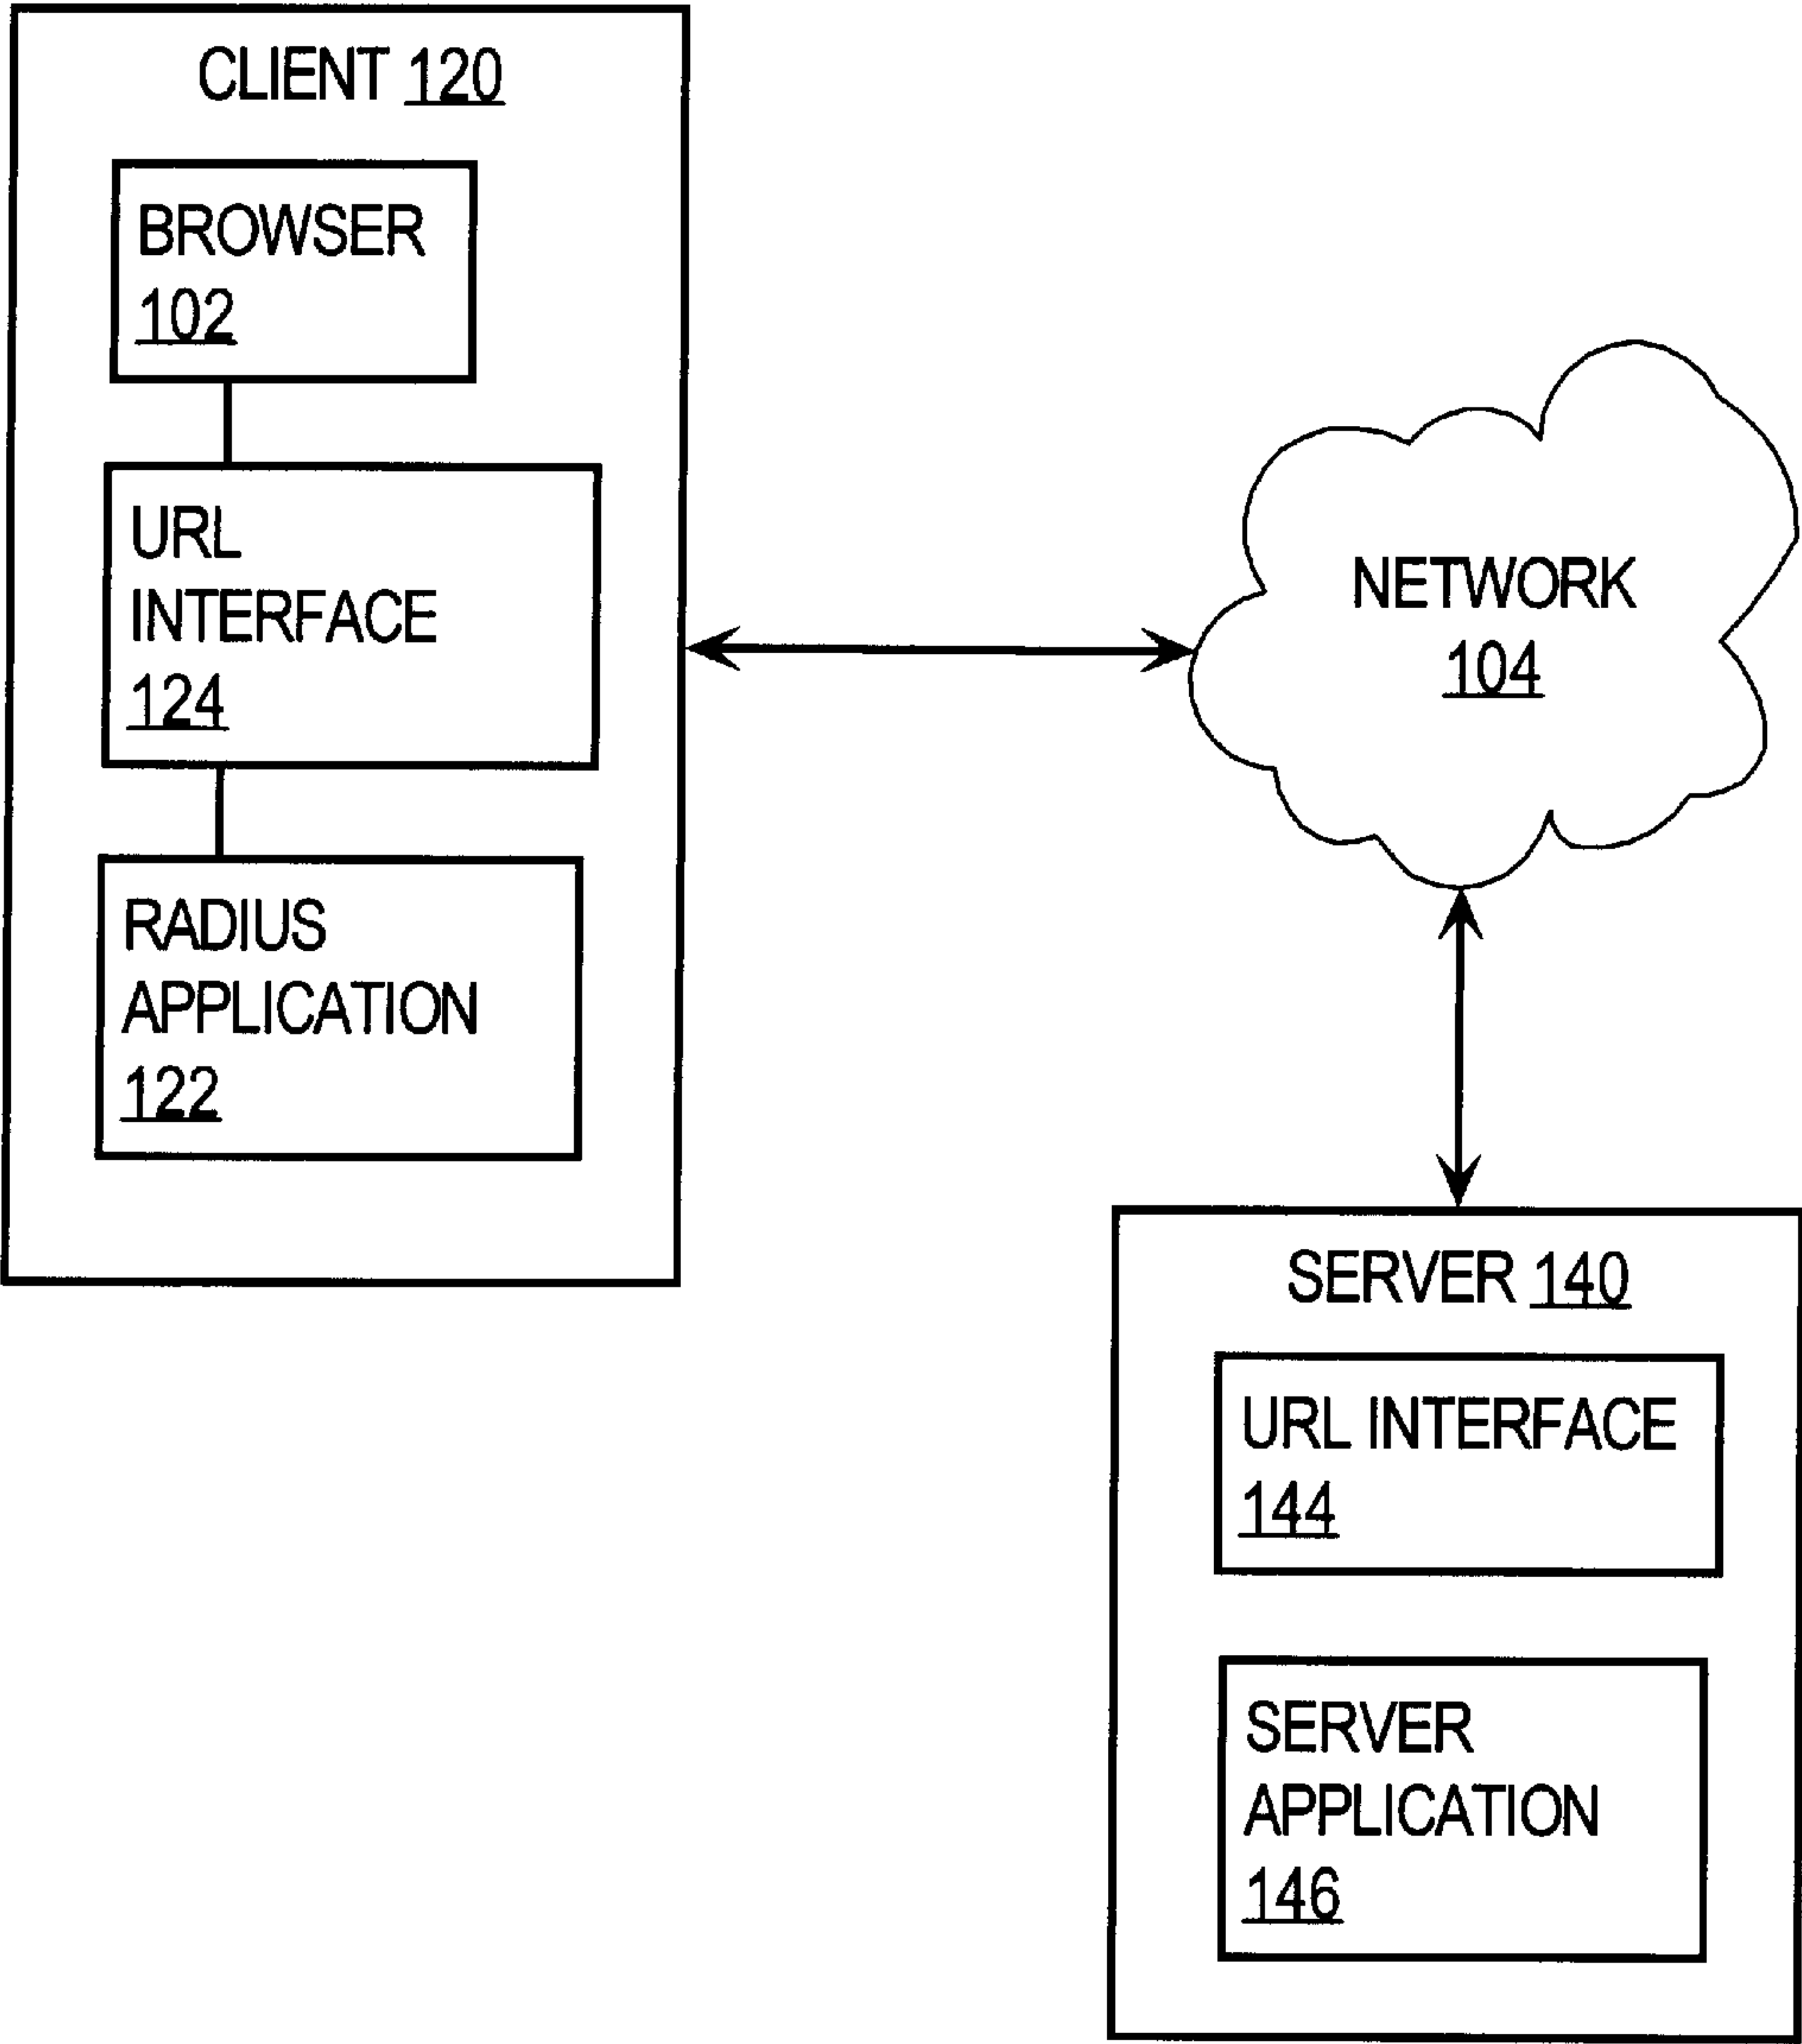 CLIENT 120
BROWSER
102
URL
INTERFACE
124
RADIUS
APPLICATION
122
NETWORK
104
SERVER 140
URL INTERFACE
144
SERVER
APPLICATION
146